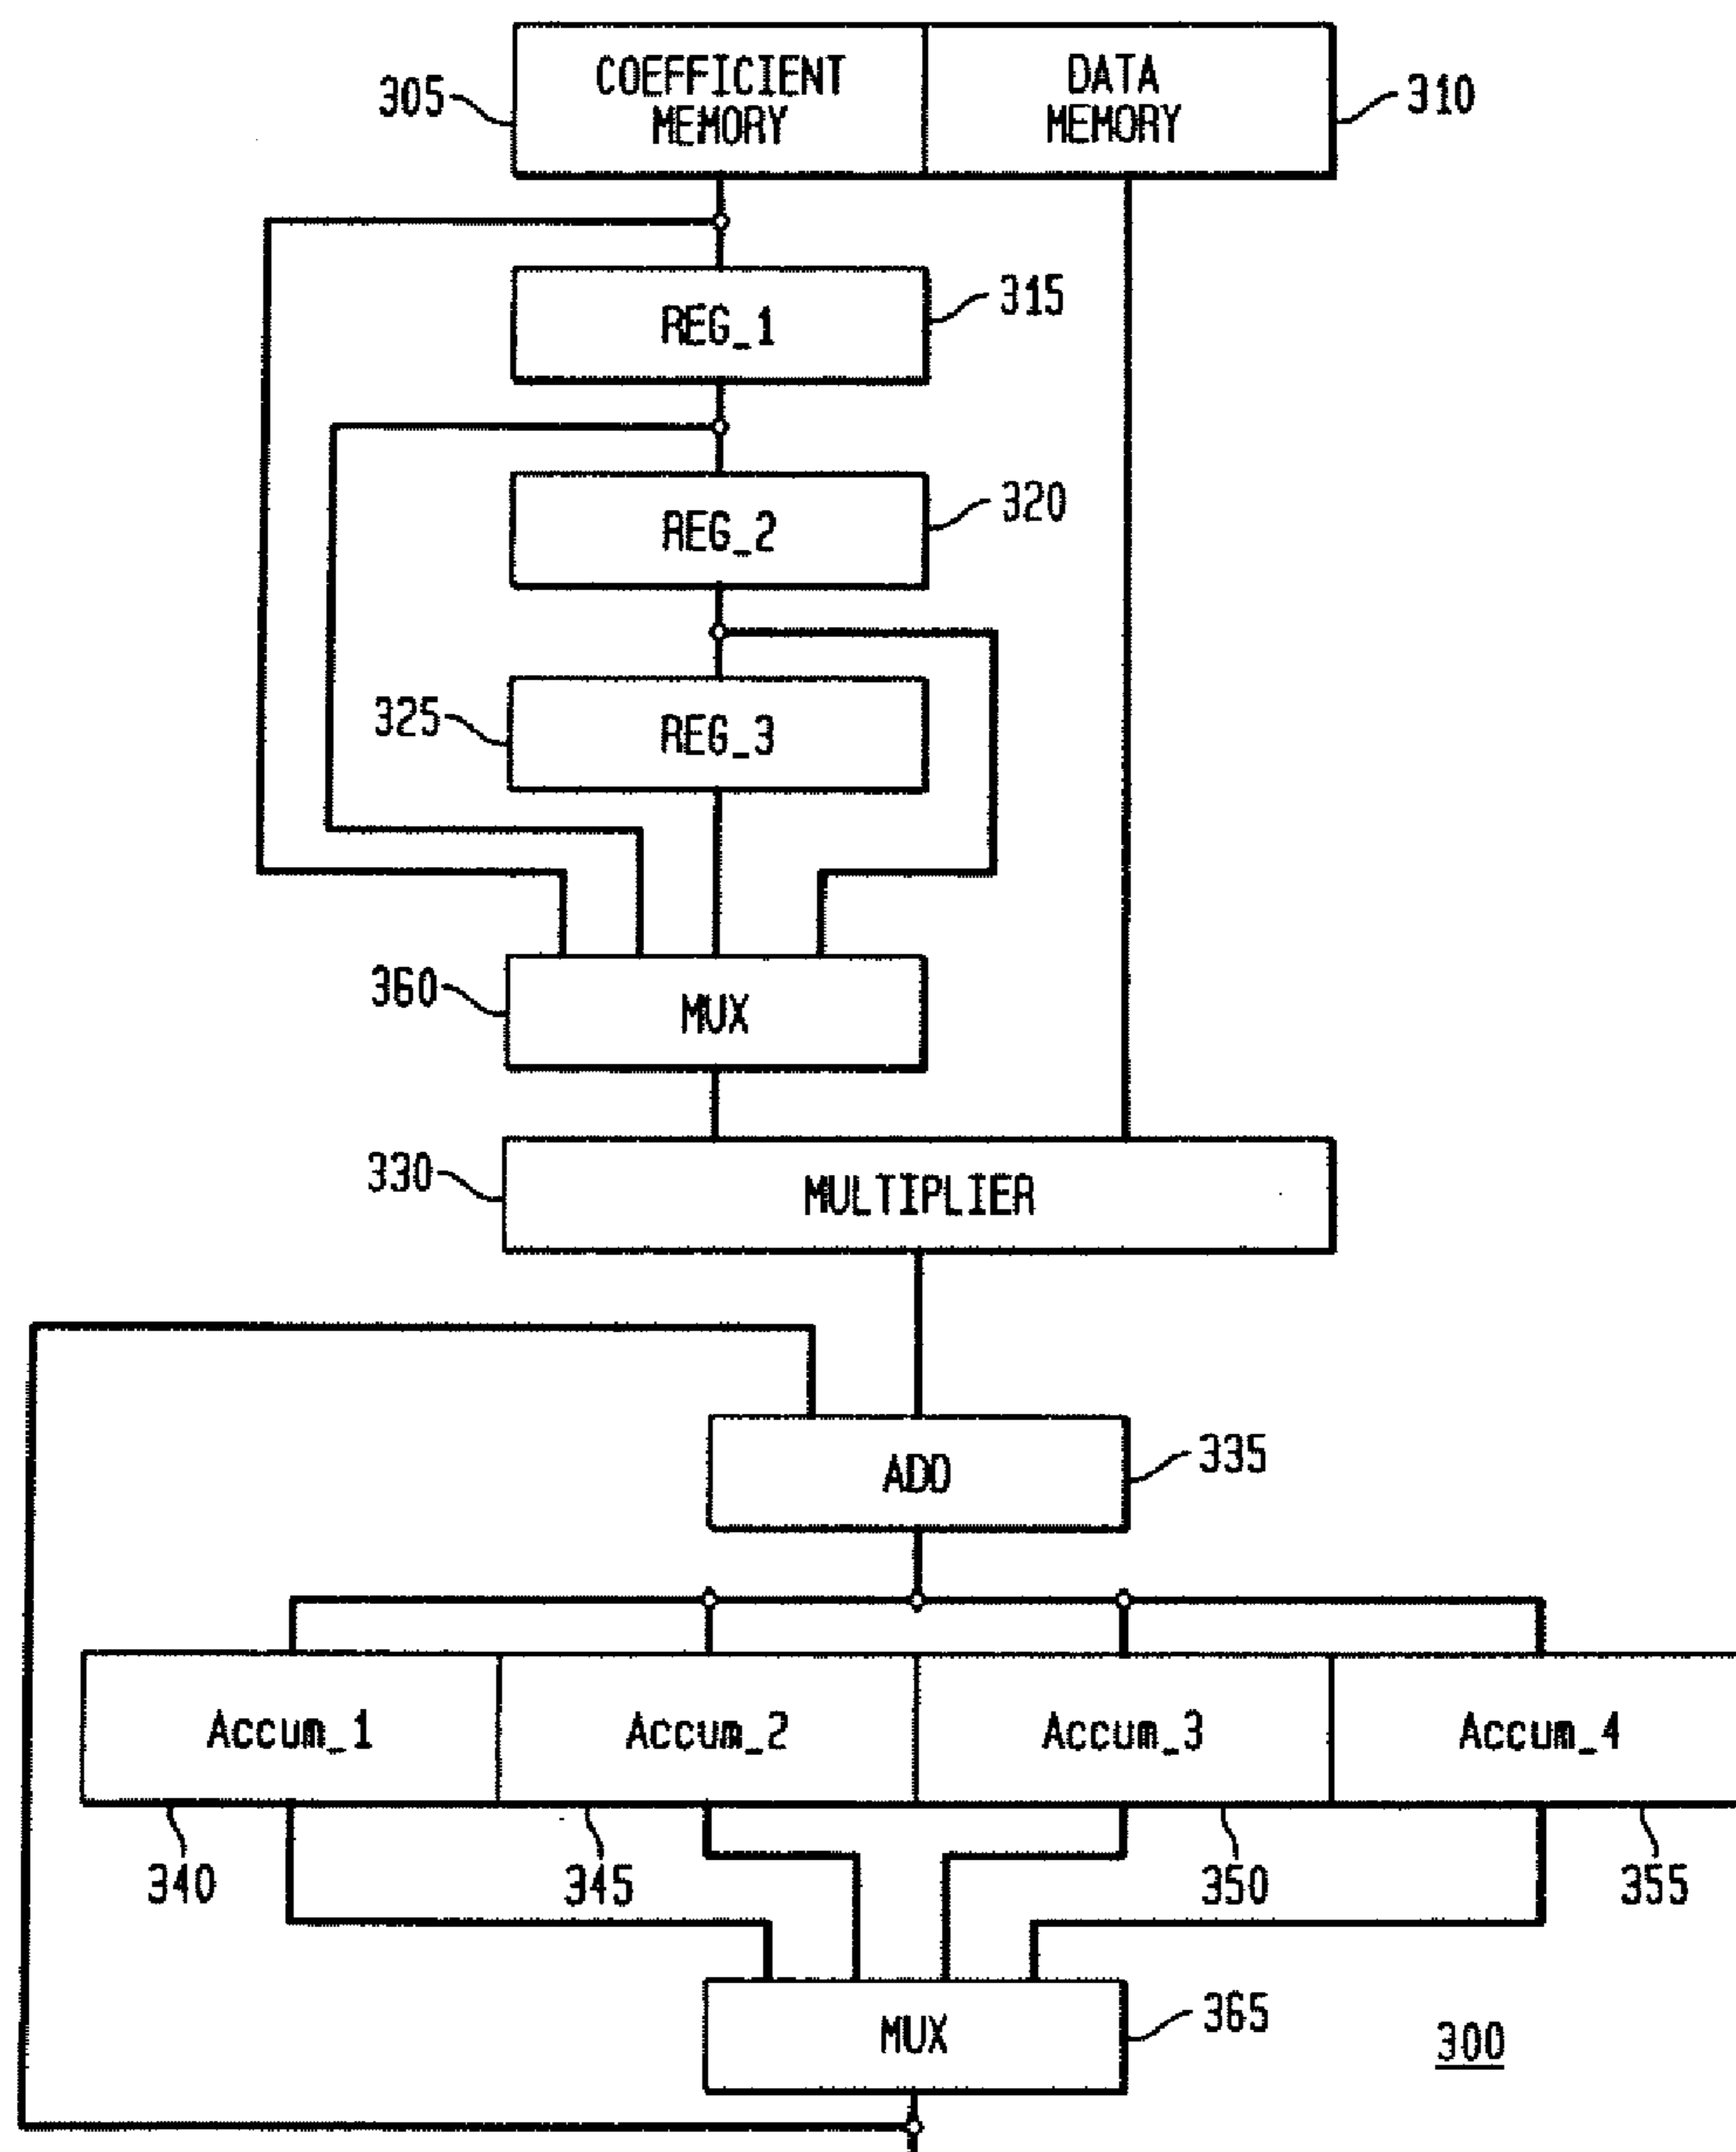 COEFFICIENT
MEMORY
DATA
MEMORY
305
310
REG_1
315
REG_2
320
325
REG_3
360
MUX
330
MULTIPLIER
ADD
335
Accum_1
Accum_2
Accum_3
Accum_4
340
345
350
355
MUX
365
300